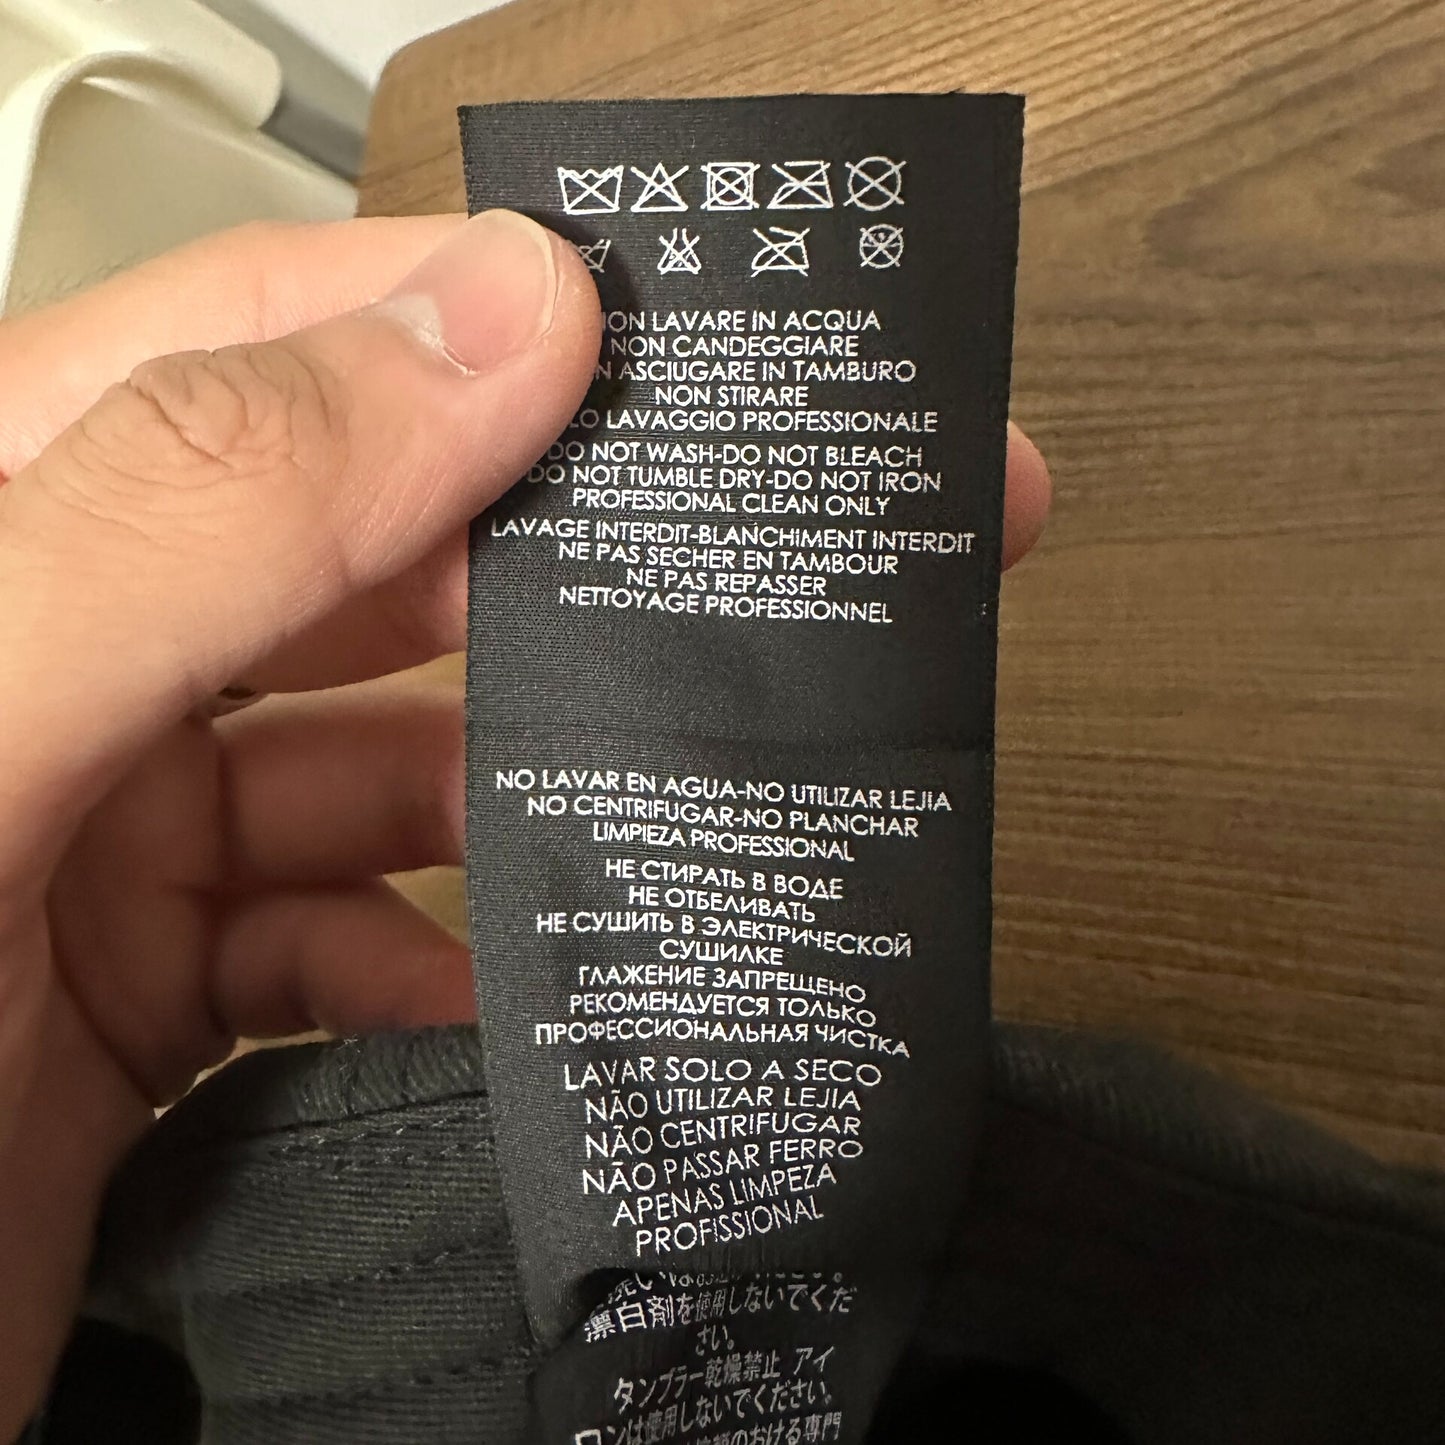 LAVARE IN ACQUA
NON CANDEGGIARE
ASCIUGARE IN TAMBURO
NON STIRARE
LAVAGGIO PROFESSIONALE
DO NOT WASH-DO NOT BLEACH
DO NOT TUMBLE DRY-DO NOT IRON
PROFESSIONAL CLEAN ONLY
LAVAGE INTERDIT-BLANCHIMENT INTERDIT
NE PAS SECHER EN TAMBOUR
NE PAS REPASSER
NETTOYAGE PROFESSIONNEL
NO LAVAR EN AGUA-NO UTILIZAR LEJIA
NO CENTRIFUGAR-NO PLANCHAR
LIMPIEZA PROFESSIONAL
НЕ СТИРАТЬ В ВОДЕ
НЕ ОТБЕЛИВАТЬ
НЕ СУШИТЬ В ЭЛЕКТРИЧЕСКОЙ
СУШИЛКЕ
ГЛАЖЕНИЕ ЗАПРЕЩЕНО
РЕКОМЕНДУЕТСЯ ТОЛЬКО
ПРОФЕССИОНАЛЬНАЯ ЧИСТКА
LAVAR SOLO A SECO
NÃO UTILIZAR LEJIA
NÃO CENTRIFUGAR
NÃO PASSAR FERRO
APENAS LIMPEZA
PROFISSIONAL
漂白剤を使用しないでくだ
さい。
タンブラー乾燥禁止 アイ
ロンは使用しないでください。
のおける専門